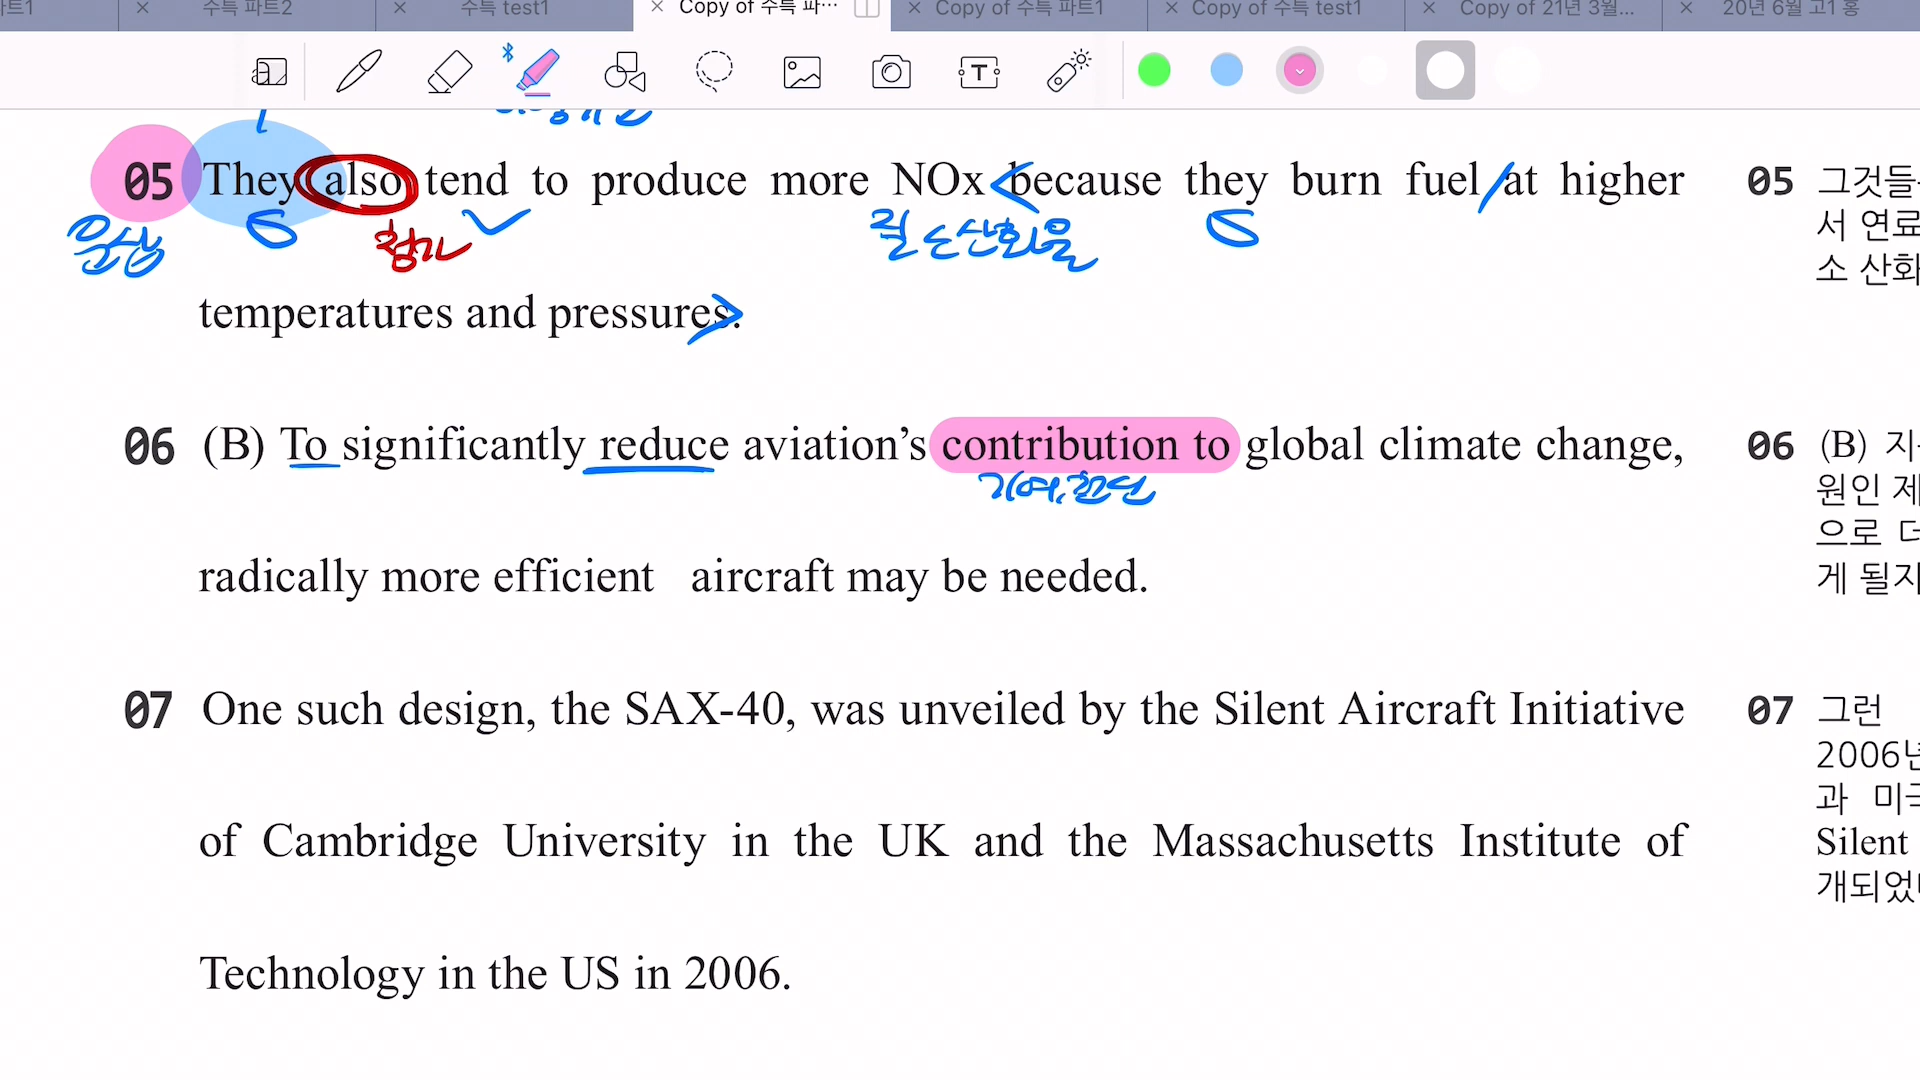 파트1 × 수특 파트2 × 수특 test1 × Copy of 수특 파… × Copy of 수특 파트1 × Copy of 수특 test1 × Copy of 21년 3월... × 20년 6월 고1 홍
05 They also tend to produce more NOx because they burn fuel at higher
문삽 S 첨가 질소산화물 S
temperatures and pressures.
06 (B) To significantly reduce aviation's contribution to global climate change,
기여, 헌신
radically more efficient aircraft may be needed.
07 One such design, the SAX-40, was unveiled by the Silent Aircraft Initiative
of Cambridge University in the UK and the Massachusetts Institute of
Technology in the US in 2006.
05 그것들
서 연료
소 산화
06 (B)
원인 제
으로
게 될지
07 그런
2006년
과 미국
Silent
개되었